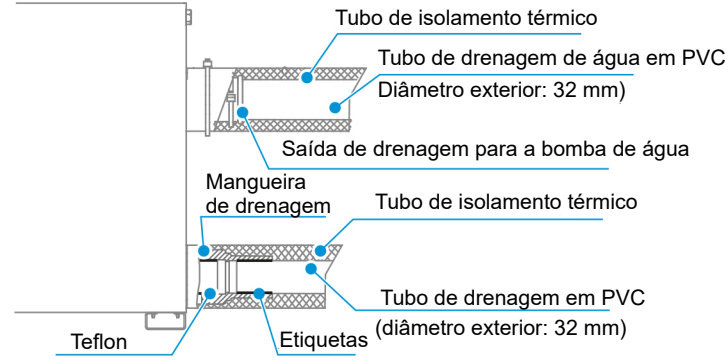 Tubo de isolamento térmico
Tubo de drenagem de água em PVC
Diâmetro exterior: 32 mm)
Saída de drenagem para a bomba de água
Mangueira
de drenagem
Tubo de isolamento térmico
Tubo de drenagem em PVC
(diâmetro exterior: 32 mm)
Teflon
Etiquetas